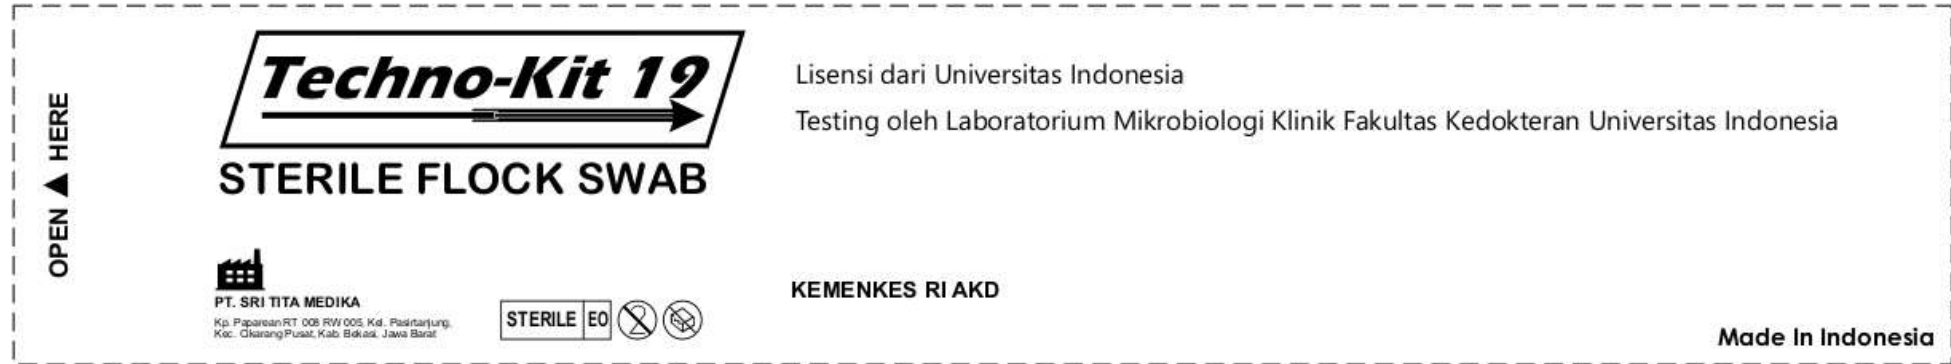 OPEN ▲ HERE
Techno-Kit 19
STERILE FLOCK SWAB
Lisensi dari Universitas Indonesia
Testing oleh Laboratorium Mikrobiologi Klinik Fakultas Kedokteran Universitas Indonesia
PT. SRI TITA MEDIKA
Kp. Paparean RT 008 RW 005, Kel. Pasirtanjung,
Kec. Cikarang Pusat, Kab. Bekasi, Jawa Barat
STERILE EO
2
KEMENKES RI AKD
Made In Indonesia